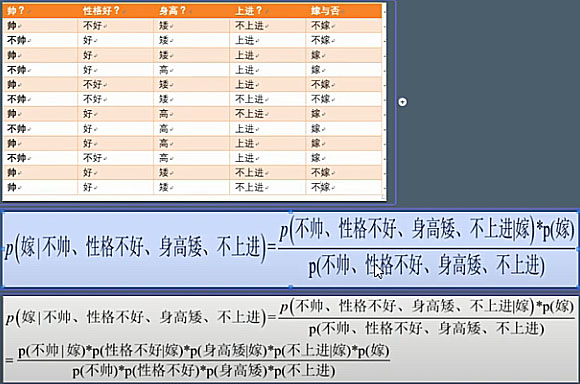 帅？ 性格好？ 身高？ 上进？ 嫁与否
帅 不好 矮 不上进 不嫁
不帅 好 矮 上进 不嫁
帅 好 矮 上进 嫁
不帅 好 高 上进 嫁
帅 不好 矮 上进 不嫁
不帅 不好 矮 不上进 不嫁
帅 好 高 不上进 嫁
不帅 好 高 上进 嫁
帅 好 高 上进 嫁
不帅 不好 高 上进 嫁
帅 好 矮 不上进 不嫁
帅 好 矮 不上进 不嫁
p(嫁|不帅、性格不好、身高矮、不上进)=p(不帅、性格不好、身高矮、不上进|嫁)*p(嫁)
p(不帅、性格不好、身高矮、不上进)
p(嫁|不帅、性格不好、身高矮、不上进)=p(不帅、性格不好、身高矮、不上进|嫁)*p(嫁)
p(不帅、性格不好、身高矮、不上进)
=p(不帅|嫁)*p(性格不好|嫁)*p(身高矮|嫁)*p(不上进|嫁)*p(嫁)
p(不帅)*p(性格不好)*p(身高矮)*p(不上进)